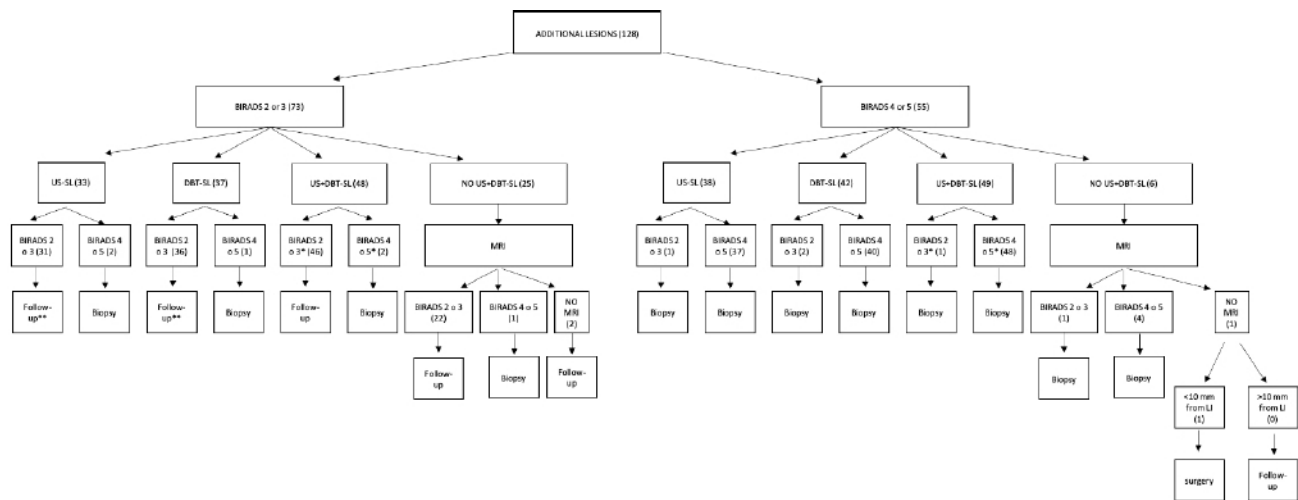 ADDITIONAL LESIONS (128)
BIRADS 2 or 3 (73)
BIRADS 4 or 5 (55)
US-SL (33)
DBT-SL (37)
US+DBT-SL (48)
NO US+DBT-SL (25)
US-SL (38)
DBT-SL (42)
US+DBT-SL (49)
NO US+DBT-SL (6)
BIRADS 2
o 3 (31)
BIRADS 4
o 5 (2)
BIRADS 2
o 3 (36)
BIRADS 4
o 5 (1)
BIRADS 2
o 3* (46)
BIRADS 4
o 5* (2)
MRI
BIRADS 2
o 3 (1)
BIRADS 4
o 5 (37)
BIRADS 2
o 3 (2)
BIRADS 4
o 5 (40)
BIRADS 2
o 3* (1)
BIRADS 4
o 5* (48)
MRI
Follow-
up**
Biopsy
Follow-
up**
Biopsy
Follow-
up
Biopsy
BIRADS 2 o 3
(22)
BIRADS 4 o 5
(1)
NO
MRI
(2)
Biopsy
Biopsy
Biopsy
Biopsy
Biopsy
Biopsy
BIRADS 2 o 3
(1)
BIRADS 4 o 5
(4)
NO
MRI
(1)
Follow-
up
Biopsy
Follow-
up
Biopsy
Biopsy
<10 mm
from LI
(1)
>10 mm
from LI
(0)
surgery
Follow-
up